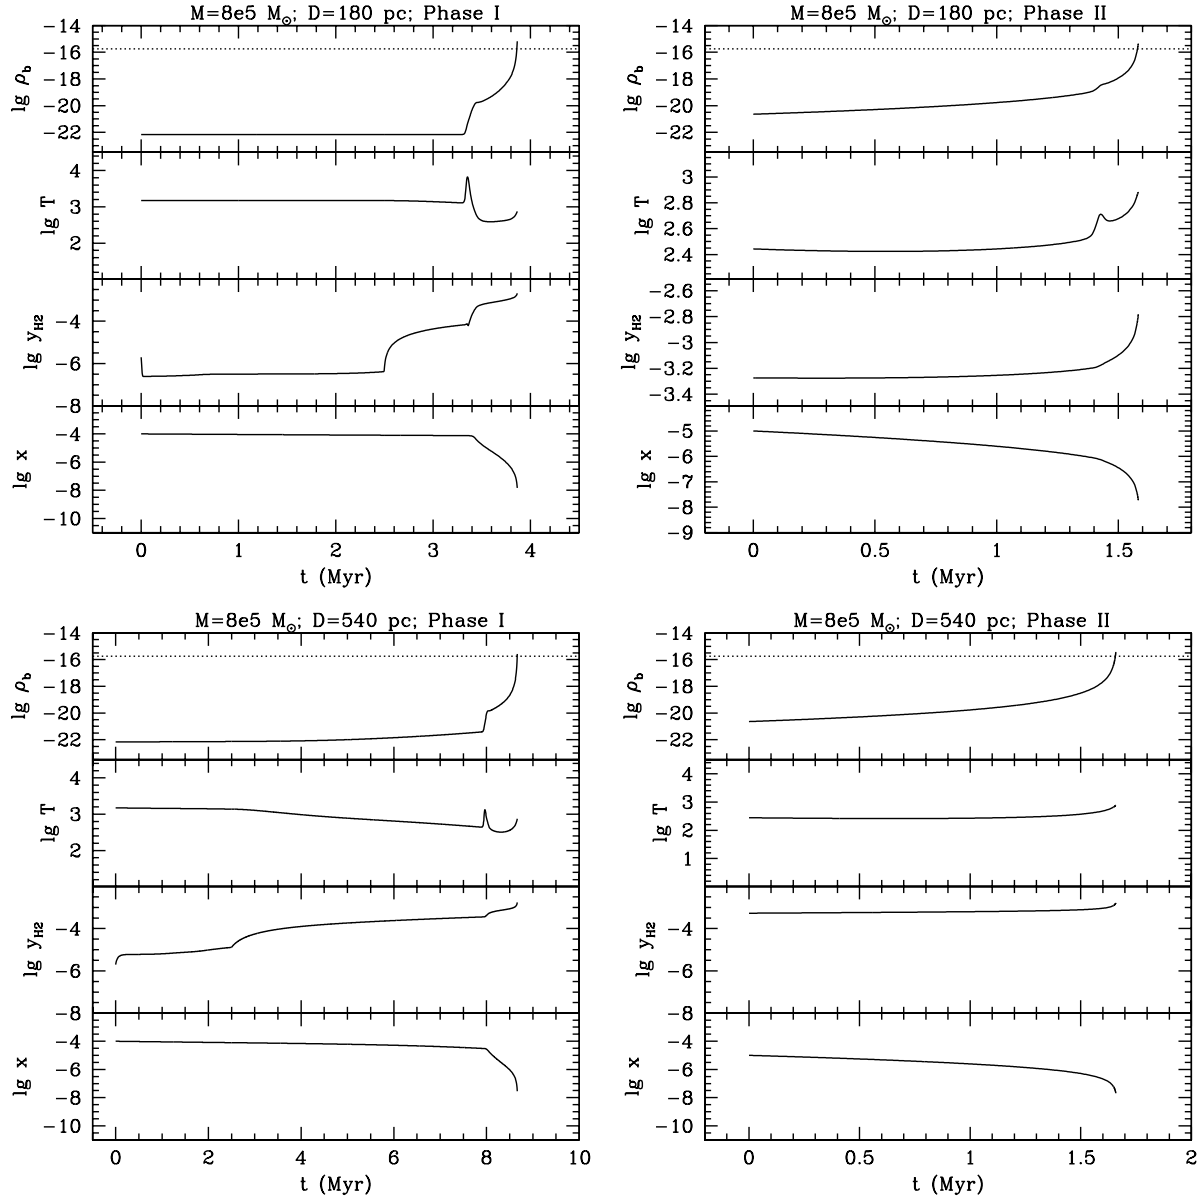 M=8e5 M☉; D=180 pc; Phase I
−14
−16
−18
−20
−22
lg ρb
4
3
2
lg T
−4
−6
−8
lg yH2
−4
−6
−8
−10
lg x
0 1 2 3 4
t (Myr)
M=8e5 M☉; D=180 pc; Phase II
−14
−16
−18
−20
−22
lg ρb
3
2.8
2.6
2.4
lg T
−2.6
−2.8
−3
−3.2
−3.4
lg yH2
−5
−6
−7
−8
−9
lg x
0 0.5 1 1.5
t (Myr)
M=8e5 M☉; D=540 pc; Phase I
−14
−16
−18
−20
−22
lg ρb
4
3
2
lg T
−4
−6
−8
lg yH2
−4
−6
−8
−10
lg x
0 2 4 6 8 10
t (Myr)
M=8e5 M☉; D=540 pc; Phase II
−14
−16
−18
−20
−22
lg ρb
4
3
2
1
lg T
−4
−6
−8
lg yH2
−4
−6
−8
−10
lg x
0 0.5 1 1.5 2
t (Myr)